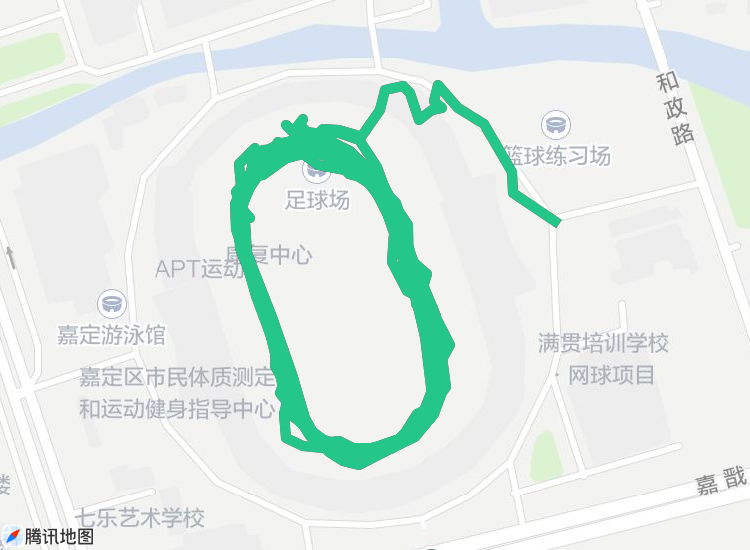 和政路
篮球练习场
足球场
康复中心
APT运动
嘉定游泳馆
满贯培训学校
网球项目
嘉定区市民体质测定
和运动健身指导中心
嘉戬
七乐艺术学校
腾讯地图